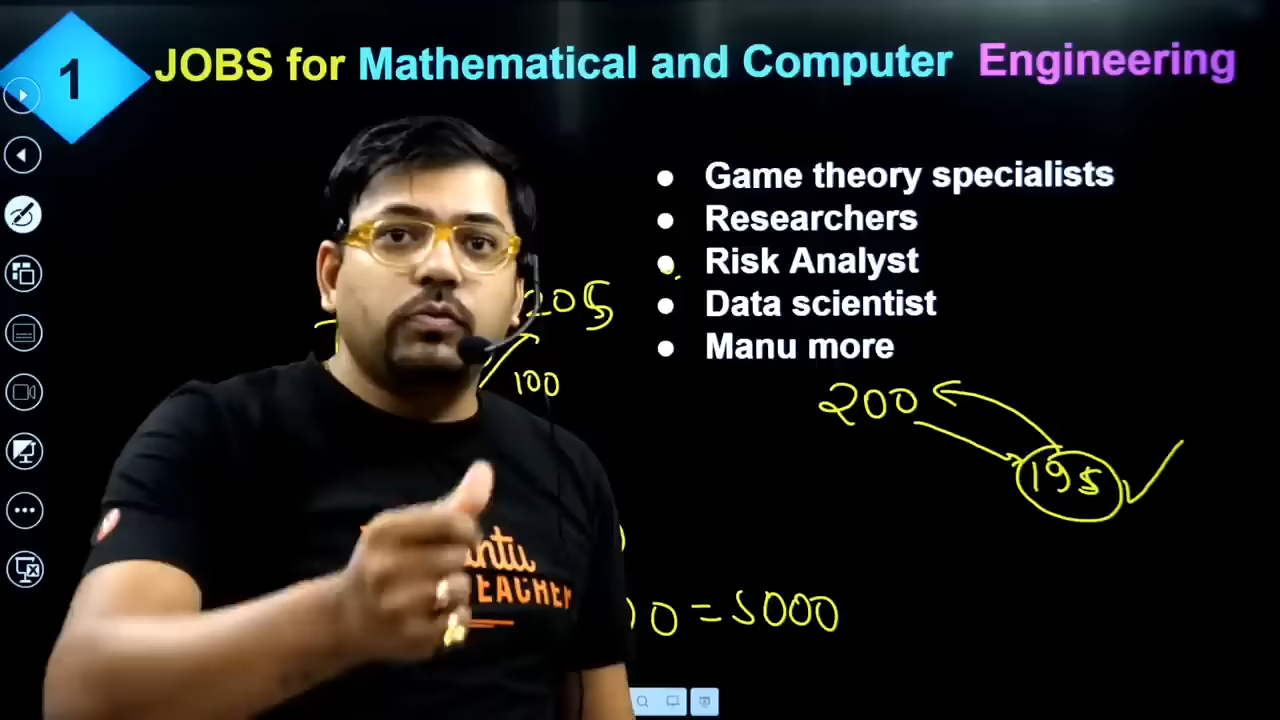 1
JOBS for Mathematical and Computer Engineering
Game theory specialists
Researchers
Risk Analyst
Data scientist
Manu more
205
100
200
195
0 = 5000